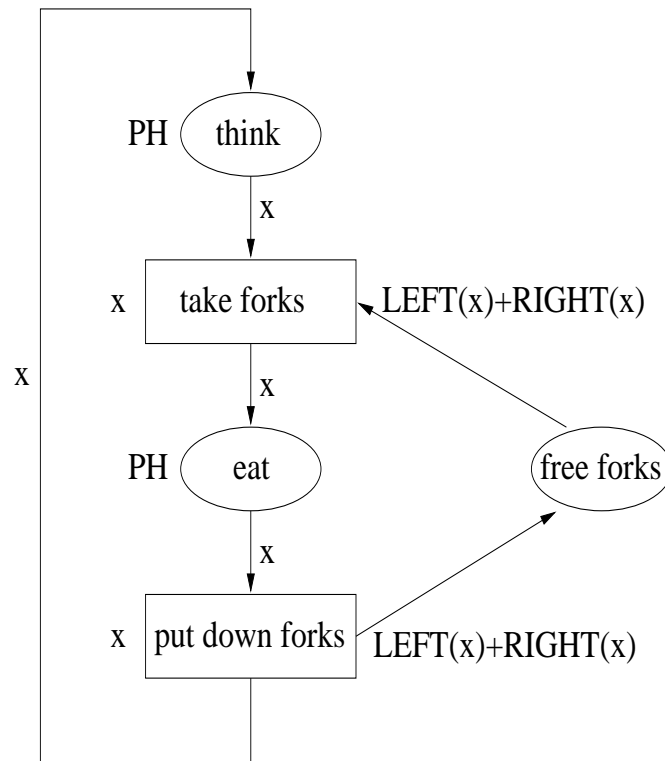 PH think
x
x take forks LEFT(x)+RIGHT(x)
x
x
PH eat free forks
x
x put down forks LEFT(x)+RIGHT(x)